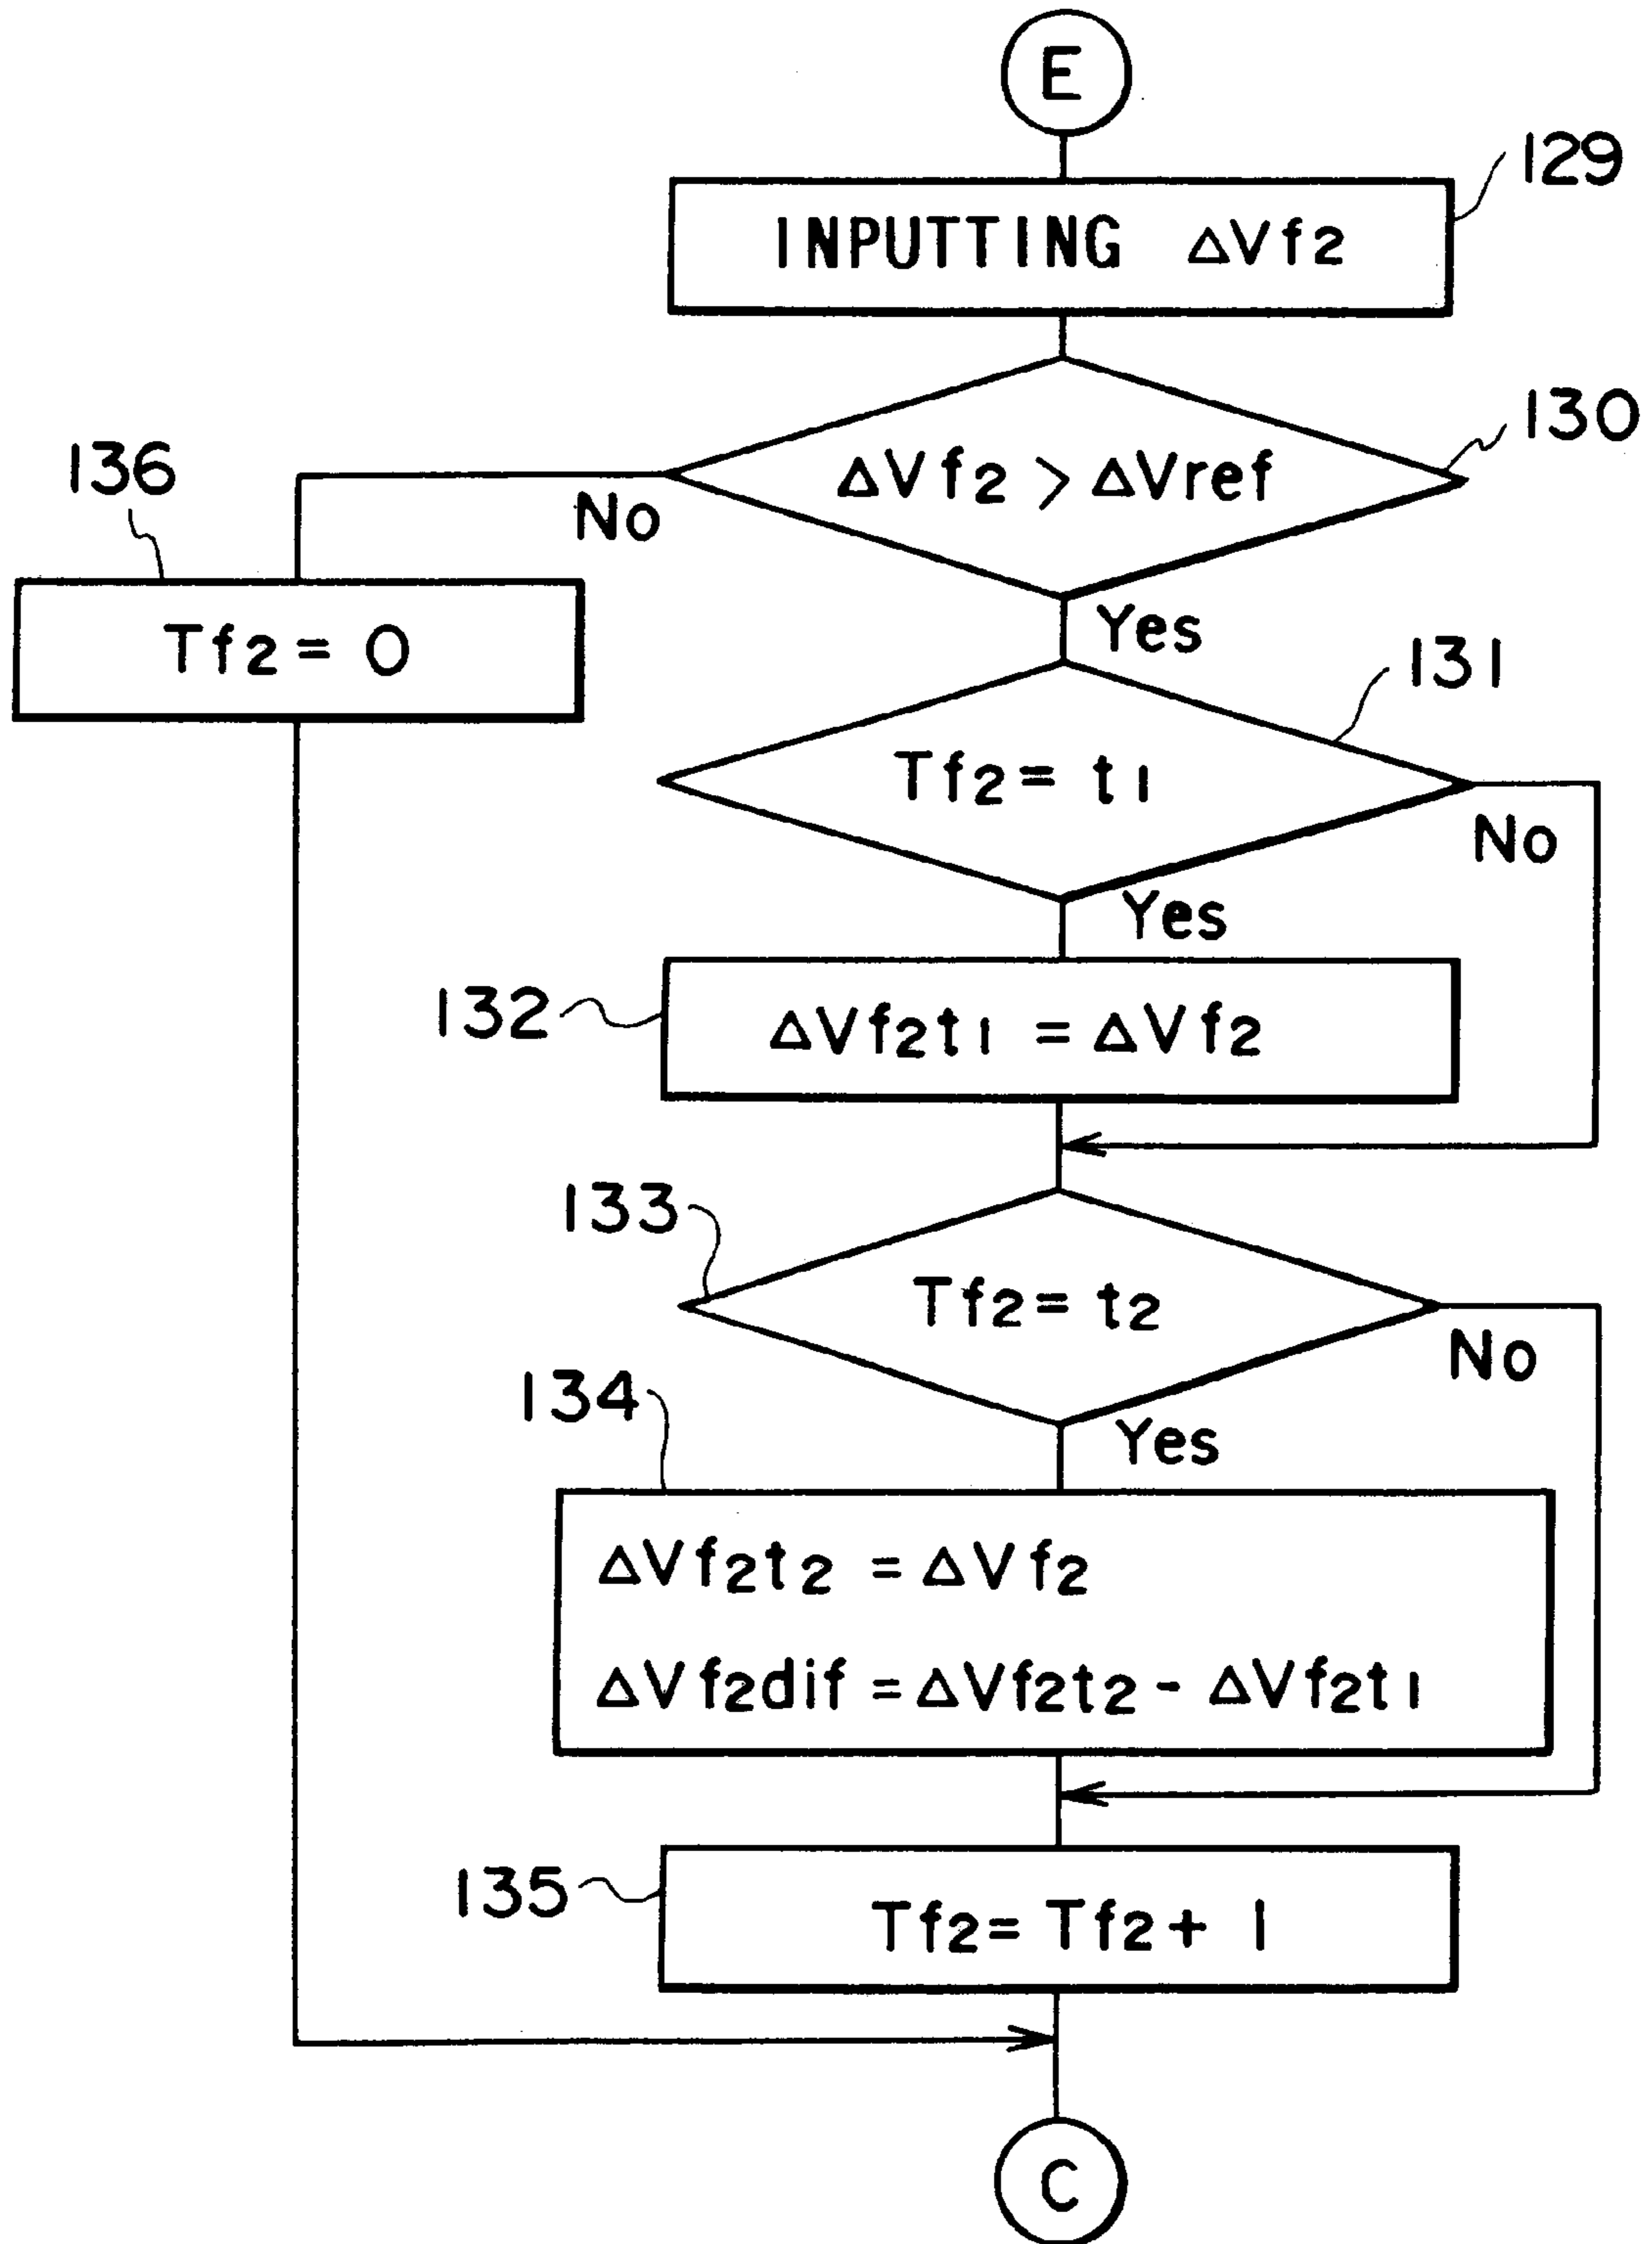 E
129
INPUTTING ΔVf2
130
ΔVf2 > ΔVref
136
No
Tf2 = 0
Yes
131
Tf2 = t1
No
Yes
132
ΔVf2t1 = ΔVf2
133
Tf2 = t2
No
134
Yes
ΔVf2t2 = ΔVf2
ΔVf2dif = ΔVf2t2 - ΔVf2t1
135
Tf2 = Tf2 + 1
C